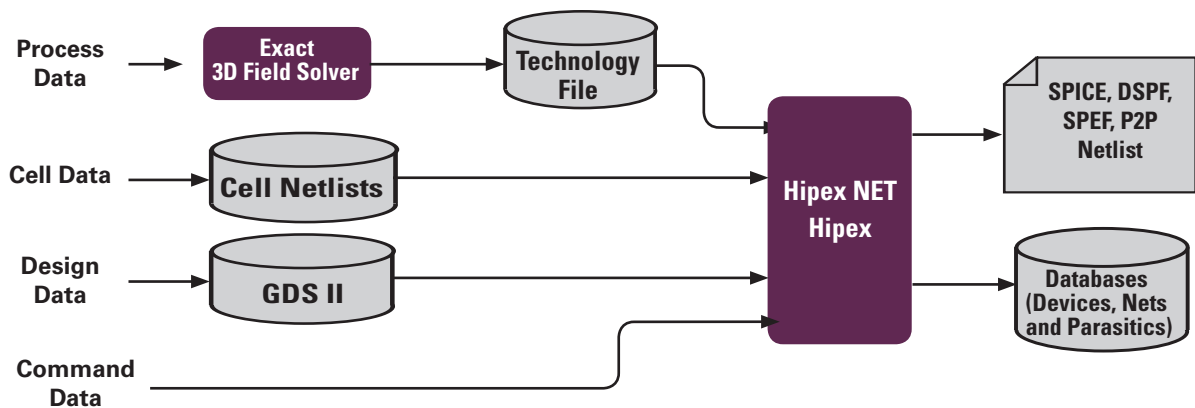 Process
Data
Exact
3D Field Solver
Technology
File
SPICE, DSPF,
SPEF, P2P
Netlist
Cell Data
Cell Netlists
Hipex NET
Hipex
Design
Data
GDS II
Databases
(Devices, Nets
and Parasitics)
Command
Data